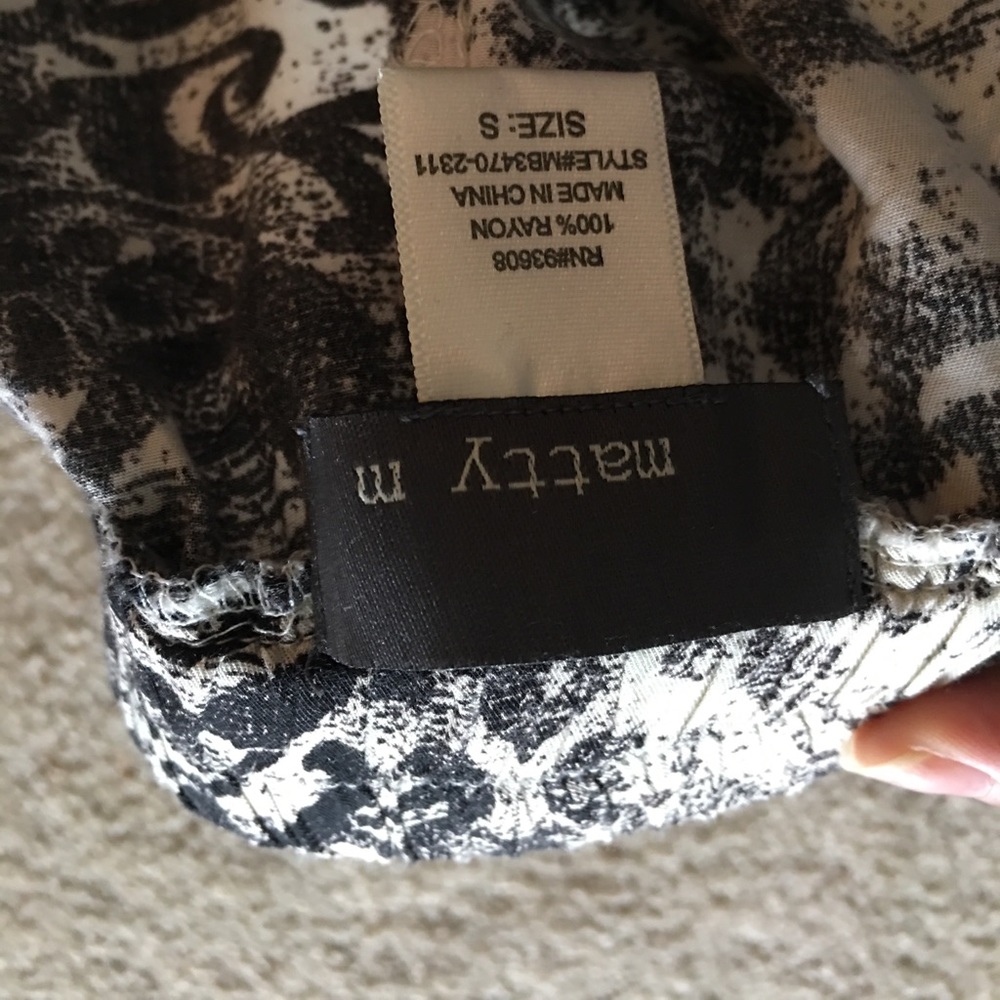 matty m
RN#93608
100% RAYON
MADE IN CHINA
STYLE#MB3470-2311
SIZE: S